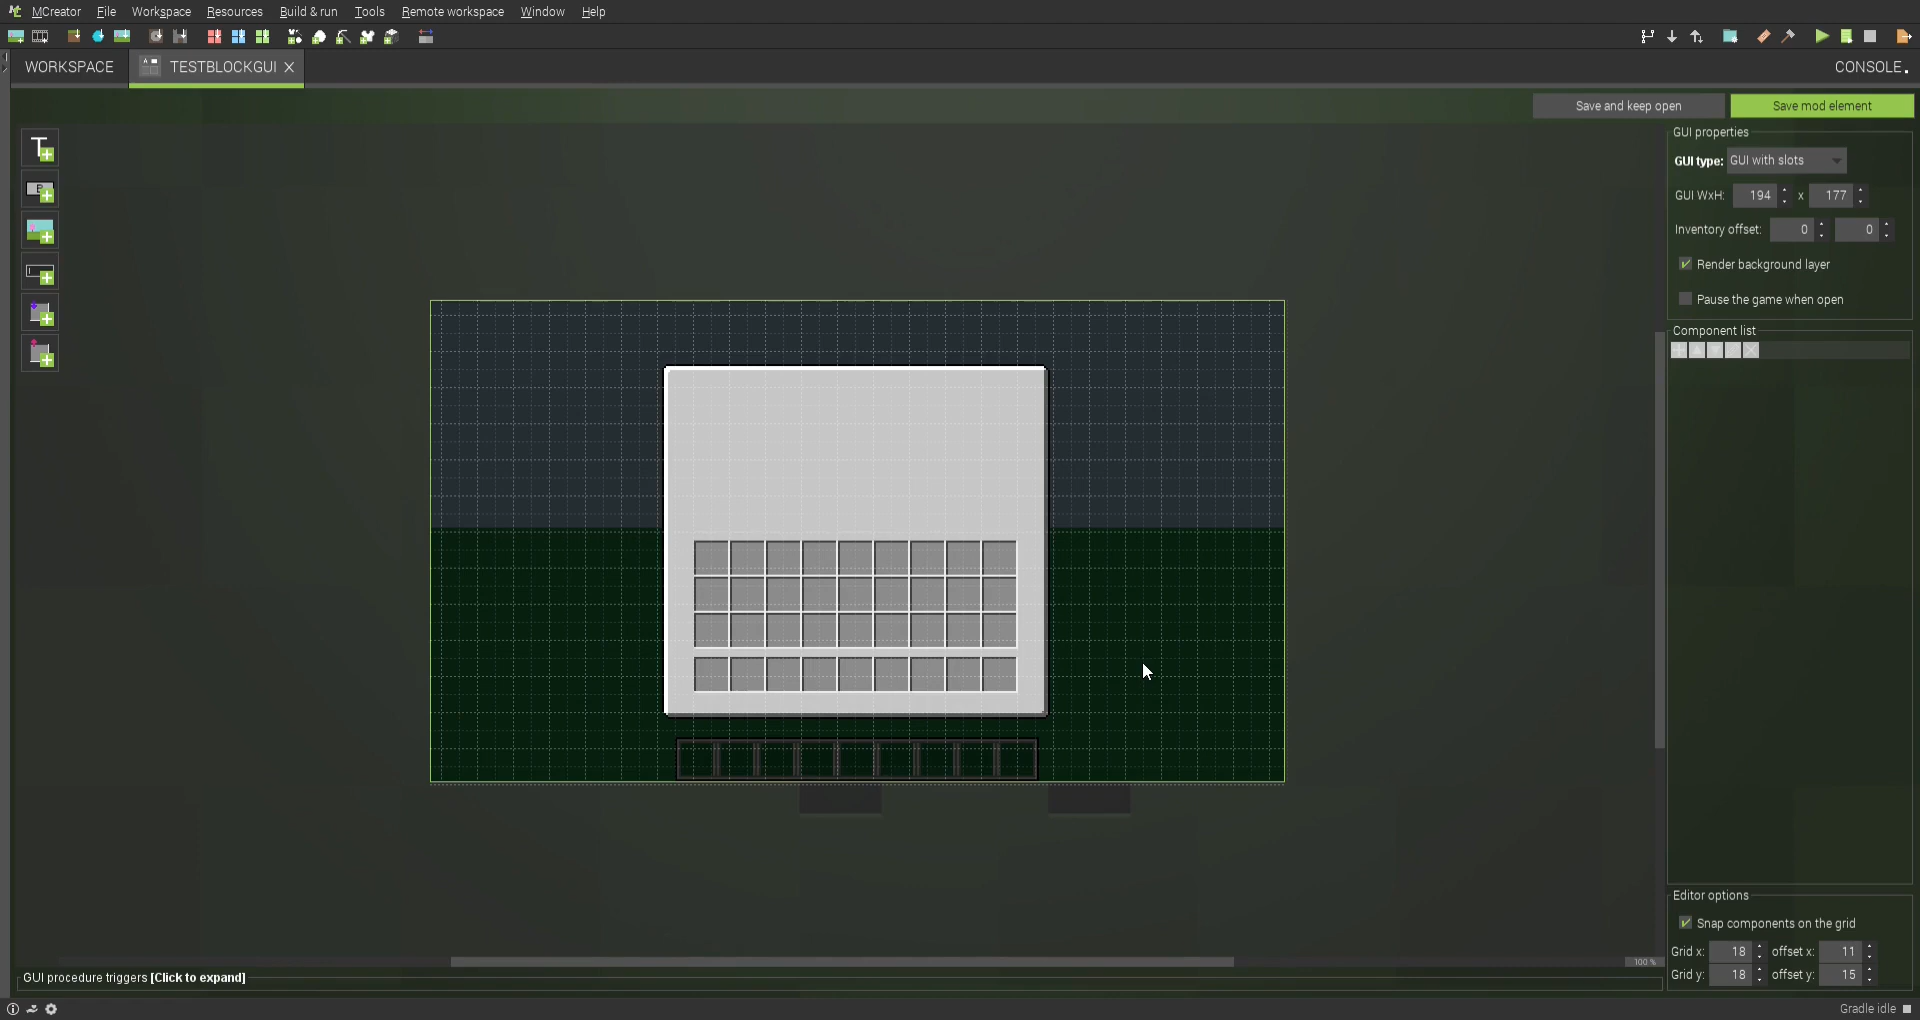 MCreator File Workspace Resources Build & run Tools Remote workspace Window Help
WORKSPACE
TESTBLOCKGUI
CONSOLE
Save and keep open
Save mod element
GUI properties
GUI type: GUI with slots
GUI WxH: 194 x 177
Inventory offset: 0 0
Render background layer
Pause the game when open
Component list
Editor options
Snap components on the grid
Grid x: 18 offset x: 11
Grid y: 18 offset y: 15
100 %
GUI procedure triggers [Click to expand]
Gradle idle